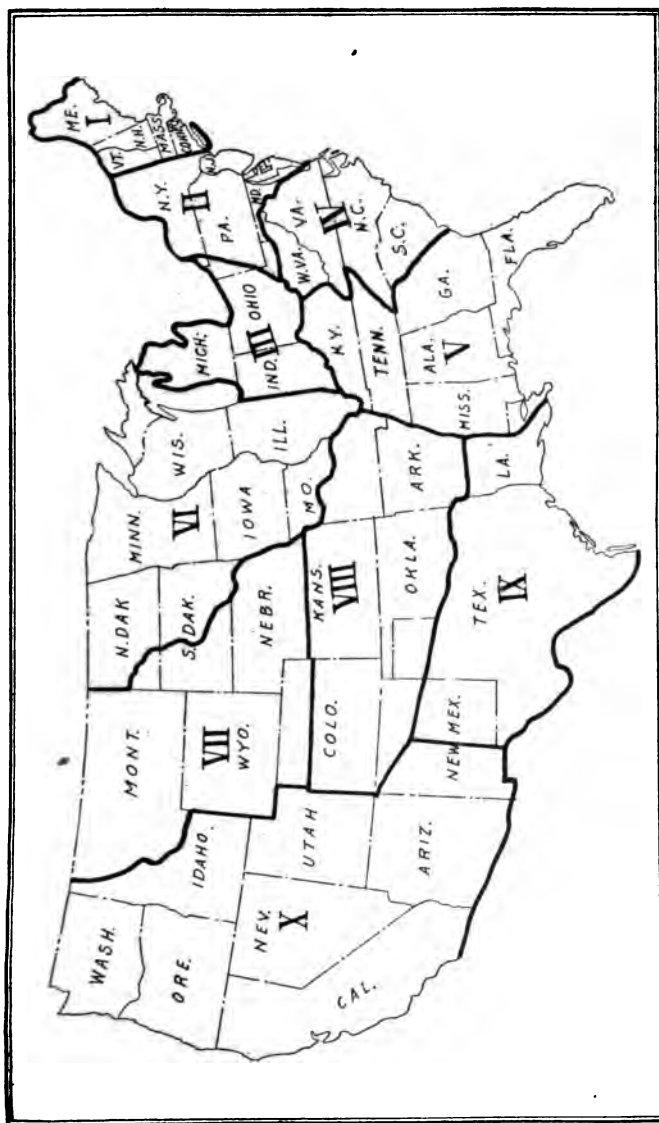 WASH.
ORE.
CAL.
NEV.
X
IDAHO.
UTAH
ARIZ.
MONT.
VII
WYO.
COLO.
NEW MEX.
N.DAK
S.DAK.
NEBR.
KANS.
VIII
OKLA.
TEX.
IX
MINN.
VI
IOWA
MO.
ARK.
LA.
WIS.
ILL.
MICH.
III
IND.
OHIO
KY.
TENN.
MISS.
ALA.
V
GA.
FLA.
ME.
I
VT.
N.H.
MASS.
CONN.
N.Y.
II
PA.
N.J.
MD.
W.VA.
VA.
IV
N.C.
S.C.